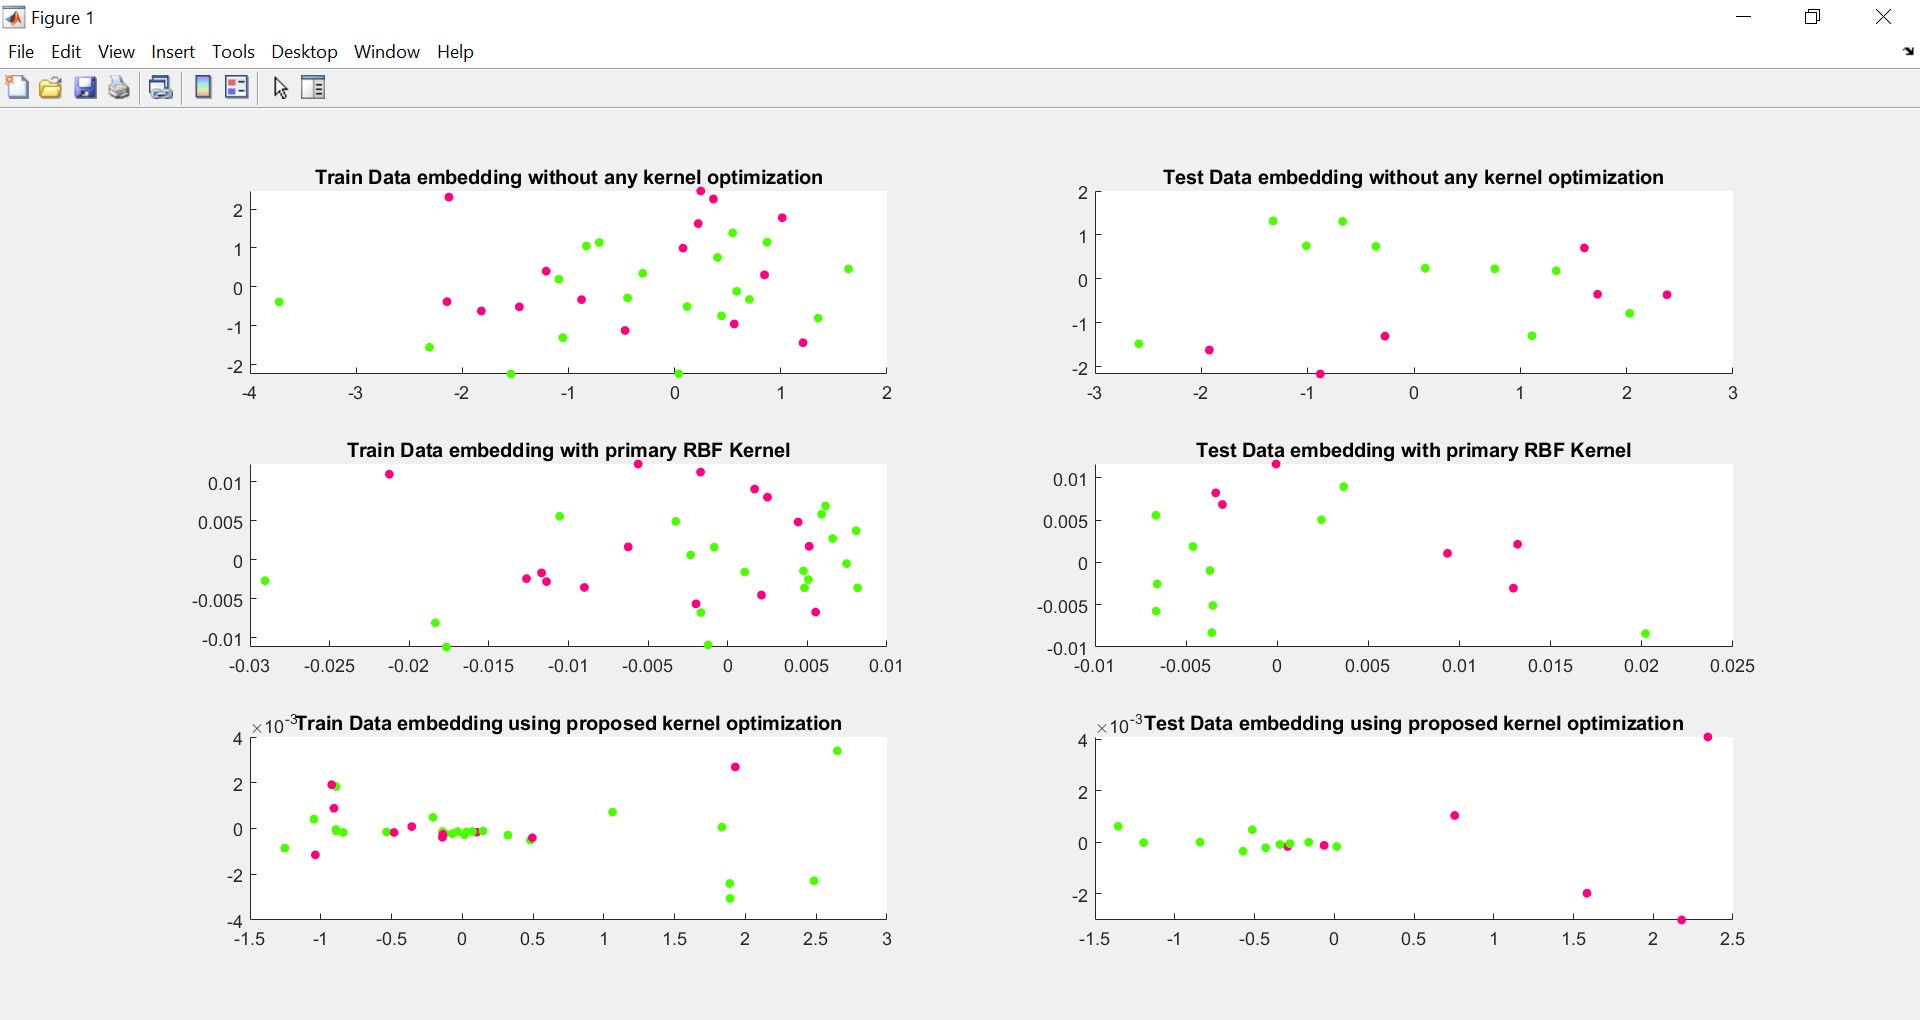 Figure 1
File Edit View Insert Tools Desktop Window Help
Train Data embedding without any kernel optimization
2
1
0
-1
-2
-4 -3 -2 -1 0 1 2
Test Data embedding without any kernel optimization
2
1
0
-1
-2
-3 -2 -1 0 1 2 3
Train Data embedding with primary RBF Kernel
0.01
0.005
0
-0.005
-0.01
-0.03 -0.025 -0.02 -0.015 -0.01 -0.005 0 0.005 0.01
Test Data embedding with primary RBF Kernel
0.01
0.005
0
-0.005
-0.01
-0.01 -0.005 0 0.005 0.01 0.015 0.02 0.025
×10⁻³ Train Data embedding using proposed kernel optimization
4
2
0
-2
-4
-1.5 -1 -0.5 0 0.5 1 1.5 2 2.5 3
×10⁻³ Test Data embedding using proposed kernel optimization
4
2
0
-2
-1.5 -1 -0.5 0 0.5 1 1.5 2 2.5